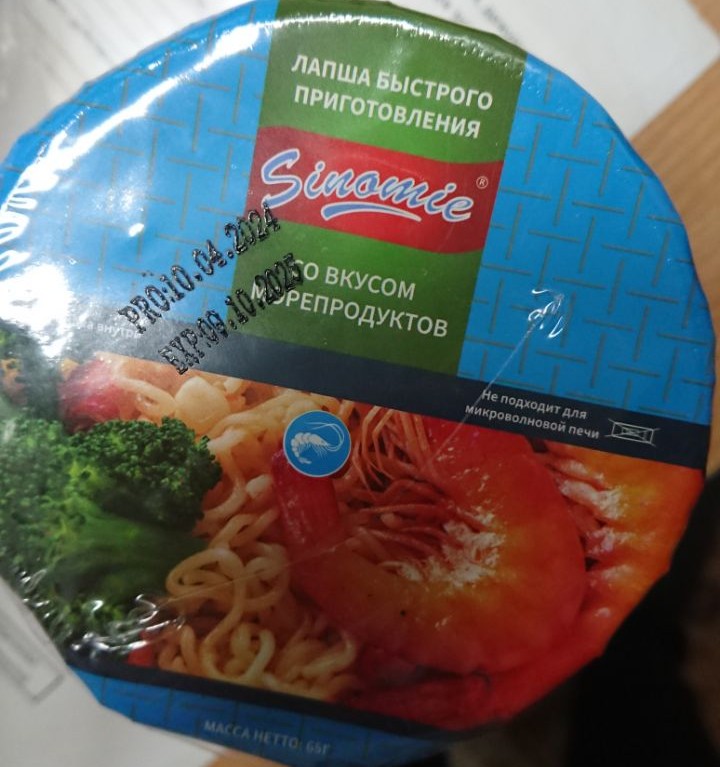 ЛАПША БЫСТРОГО
ПРИГОТОВЛЕНИЯ
Sinomie®
PRO:10.04.2024
EXP:09.10.2025
СО ВКУСОМ
МОРЕПРОДУКТОВ
внутри
Не подходит для
микроволновой печи
МАССА НЕТТО: 65Г